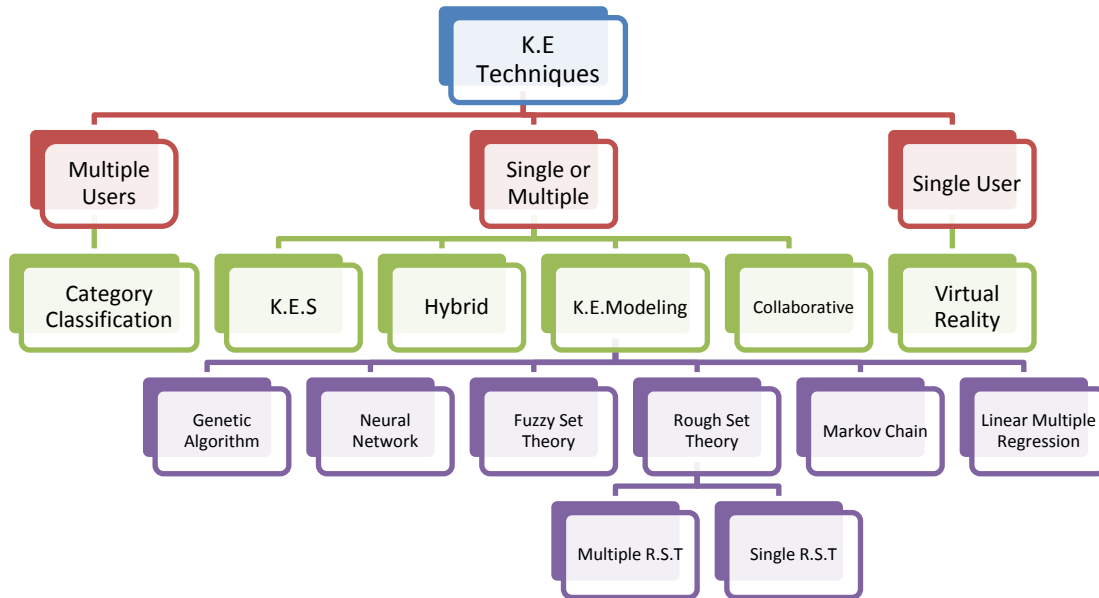 K.E
Techniques
Multiple
Users
Single or
Multiple
Single User
Category
Classification
K.E.S
Hybrid
K.E.Modeling
Collaborative
Virtual
Reality
Genetic
Algorithm
Neural
Network
Fuzzy Set
Theory
Rough Set
Theory
Markov Chain
Linear Multiple
Regression
Multiple R.S.T
Single R.S.T